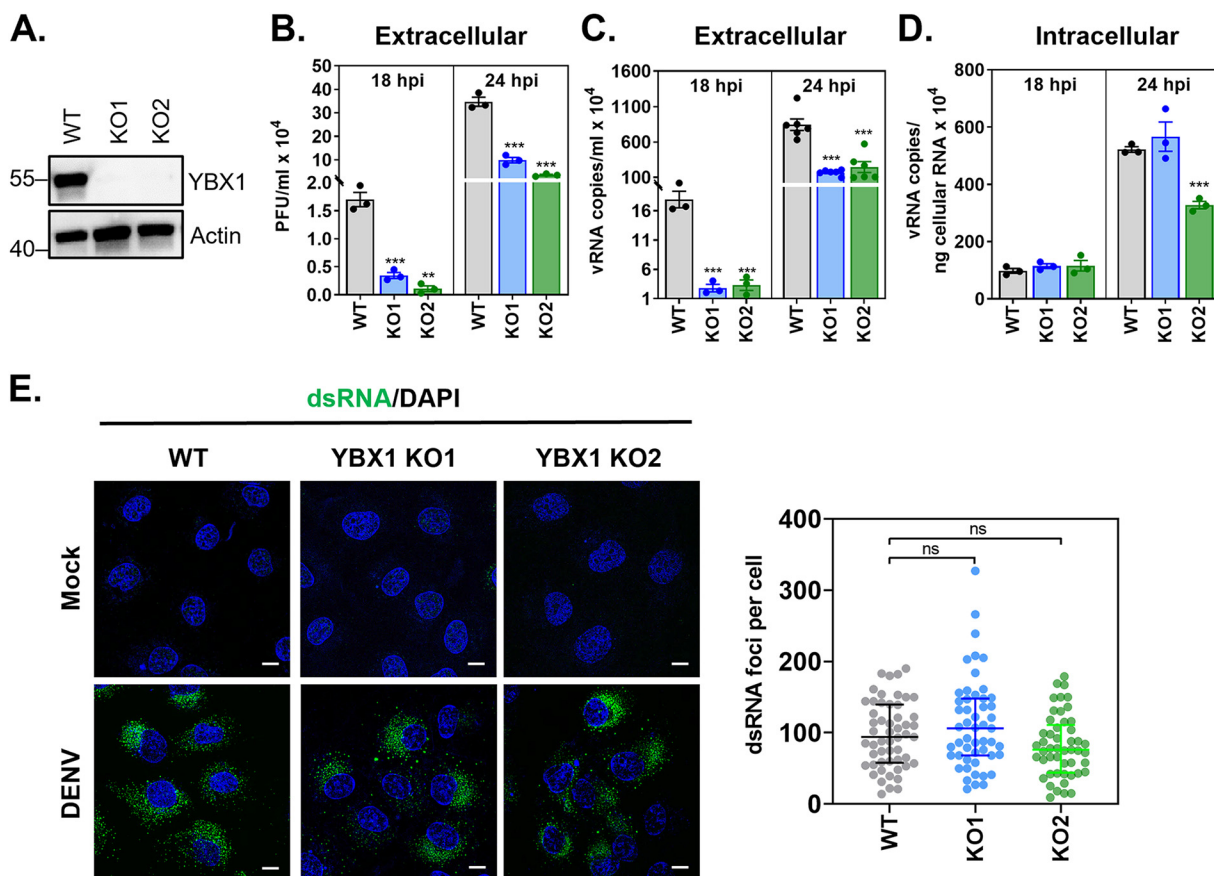 A.
WT
KO1
KO2
55
YBX1
Actin
40
B.
Extracellular
18 hpi
24 hpi
PFU/ml x 10⁴
50
40
30
20
10
2.0
1.5
1.0
0.5
0.0
***
**
***
***
WT
KO1
KO2
WT
KO1
KO2
C.
Extracellular
18 hpi
24 hpi
vRNA copies/ml x 10⁴
1600
1100
600
100
16
11
6
1
***
***
***
***
WT
KO1
KO2
WT
KO1
KO2
D.
Intracellular
18 hpi
24 hpi
vRNA copies/
ng cellular RNA x 10⁴
800
600
400
200
0
***
WT
KO1
KO2
WT
KO1
KO2
E.
dsRNA/DAPI
WT
YBX1 KO1
YBX1 KO2
Mock
DENV
dsRNA foci per cell
400
300
200
100
0
ns
ns
WT
KO1
KO2